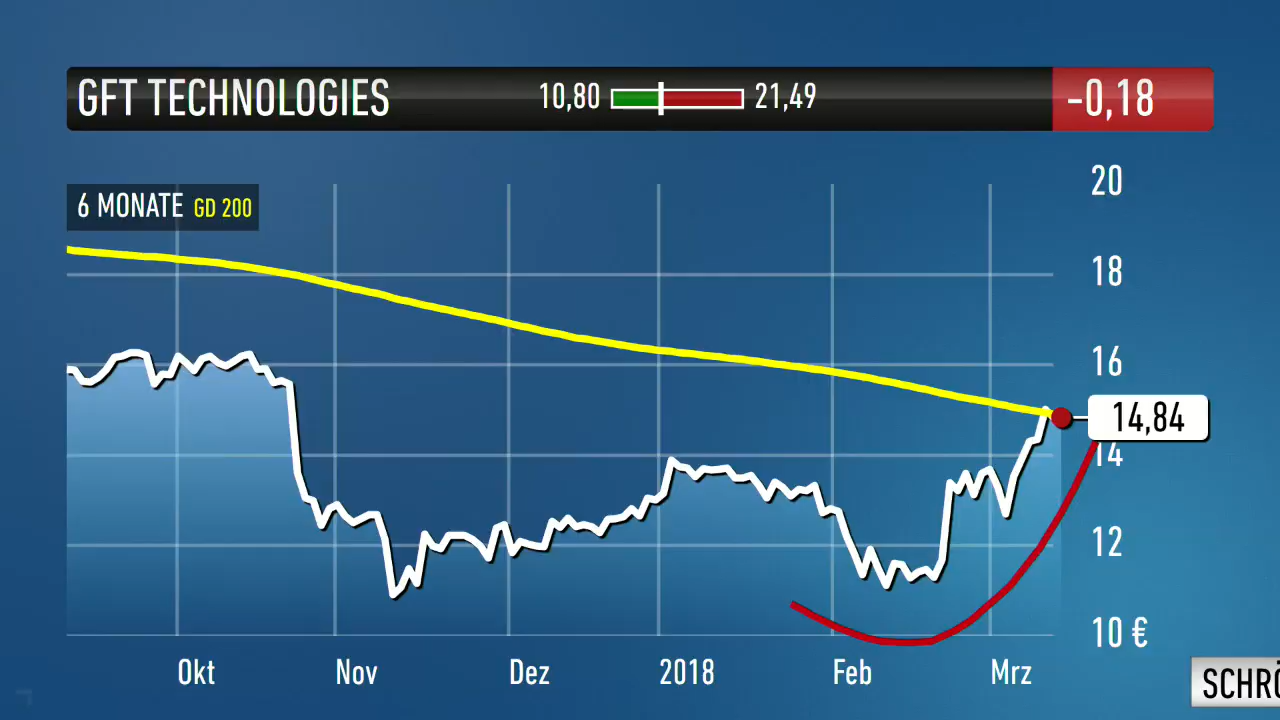 GFT TECHNOLOGIES 10,80 21,49 -0,18
6 MONATE GD 200
20
18
16
14,84
14
12
10 €
Okt Nov Dez 2018 Feb Mrz